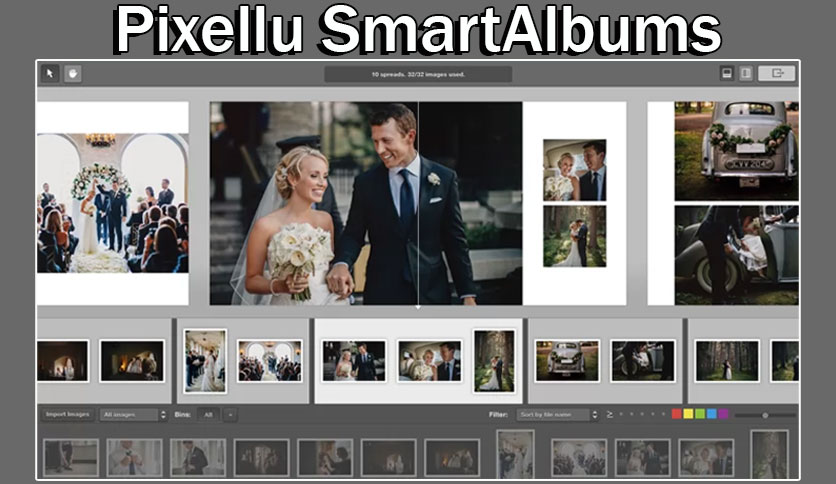 Pixellu SmartAlbums
10 spreads. 32/32 images used.
Import Images All images Bins: All Filter: Sort by file name ≥